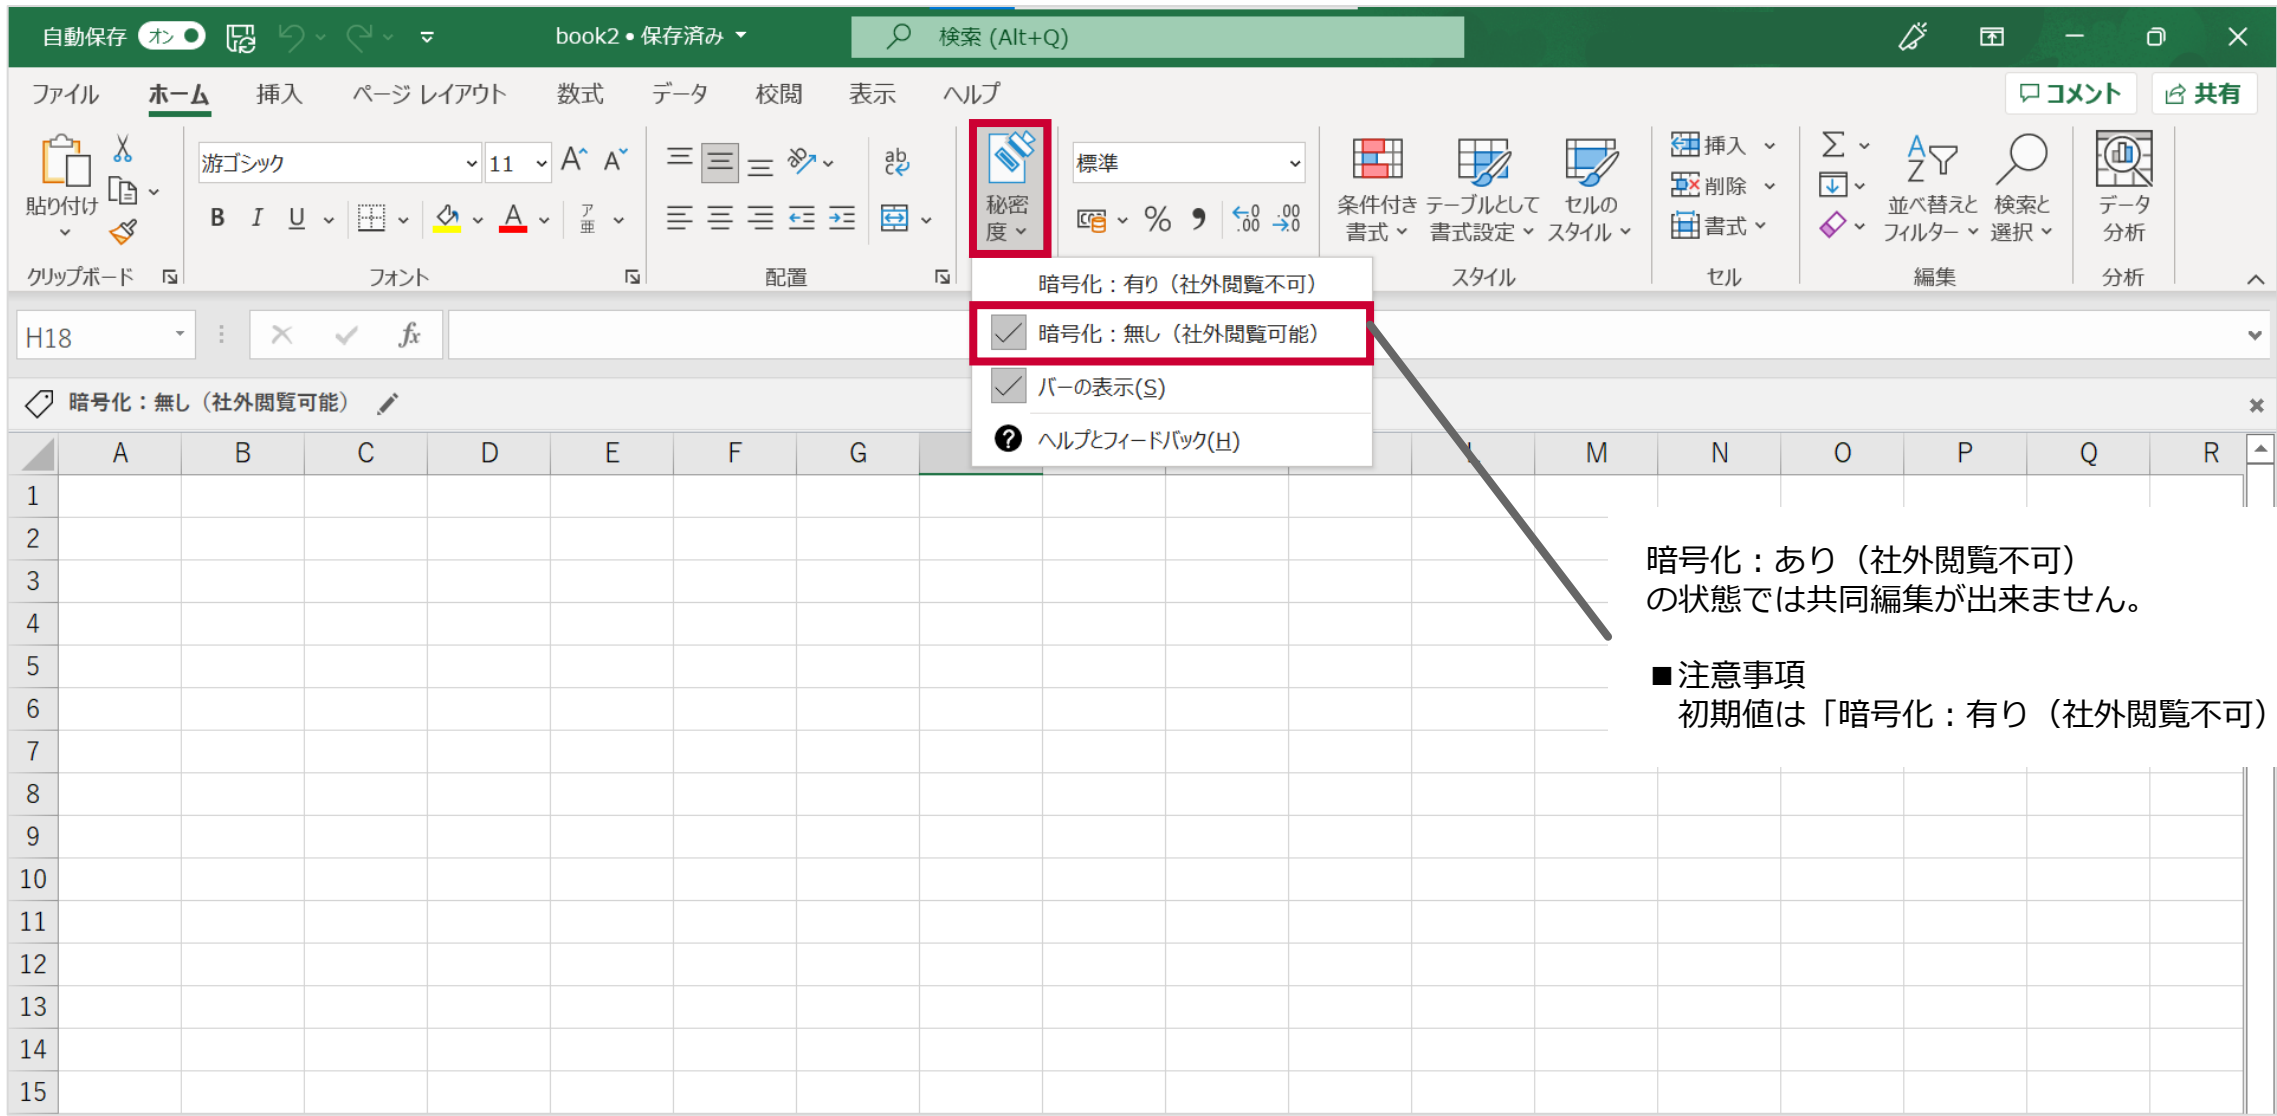 自動保存 オン book2 • 保存済み 検索 (Alt+Q)
ファイル ホーム 挿入 ページ レイアウト 数式 データ 校閲 表示 ヘルプ コメント 共有
貼り付け
クリップボード
游ゴシック 11 A A
B I U A ア亜
フォント
ab
c
配置
秘密
度
標準
% 9 .0 .00 .00 .0
条件付き
書式
テーブルとして
書式設定
セルの
スタイル
スタイル
挿入
削除
書式
セル
Σ
AZ
並べ替えと
フィルター
検索と
選択
編集
データ
分析
分析
暗号化：有り（社外閲覧不可）
暗号化：無し（社外閲覧可能）
バーの表示(S)
ヘルプとフィードバック(H)
H18 fx
暗号化：無し（社外閲覧可能）
A B C D E F G L M N O P Q R
1
2
3
4
5
6
7
8
9
10
11
12
13
14
15
暗号化：あり（社外閲覧不可）
の状態では共同編集が出来ません。
■注意事項
初期値は「暗号化：有り（社外閲覧不可）